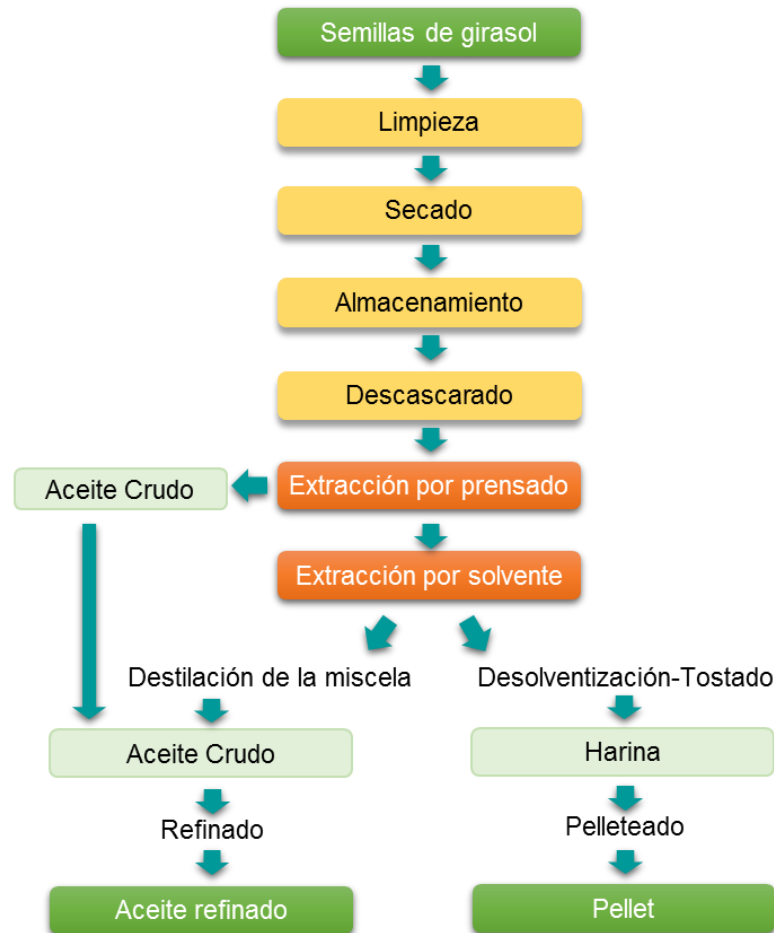 Semillas de girasol
Limpieza
Secado
Almacenamiento
Descascarado
Aceite Crudo
Extracción por prensado
Extracción por solvente
Destilación de la miscela
Desolventización-Tostado
Aceite Crudo
Harina
Refinado
Pelleteado
Aceite refinado
Pellet